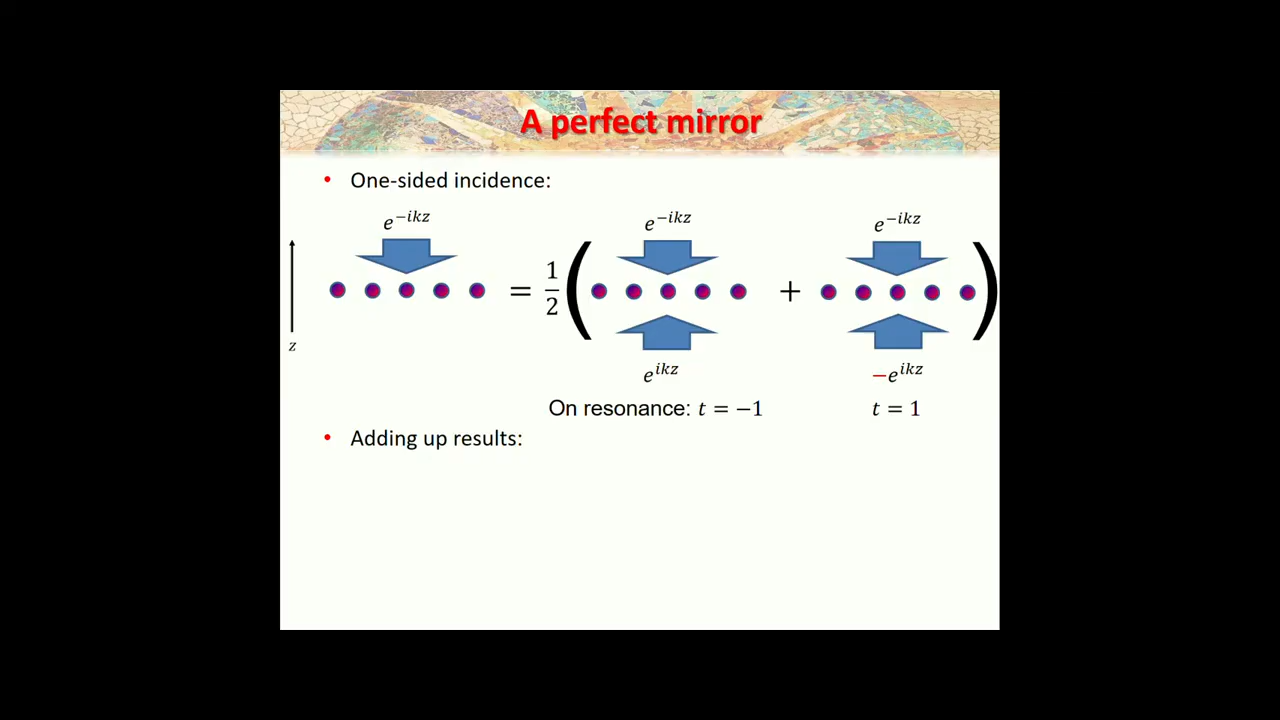 A perfect mirror
• One-sided incidence:
e^{-ikz} e^{-ikz} e^{-ikz}
= 1/2 ( + )
z
e^{ikz} −e^{ikz}
On resonance: t = −1 t = 1
• Adding up results: